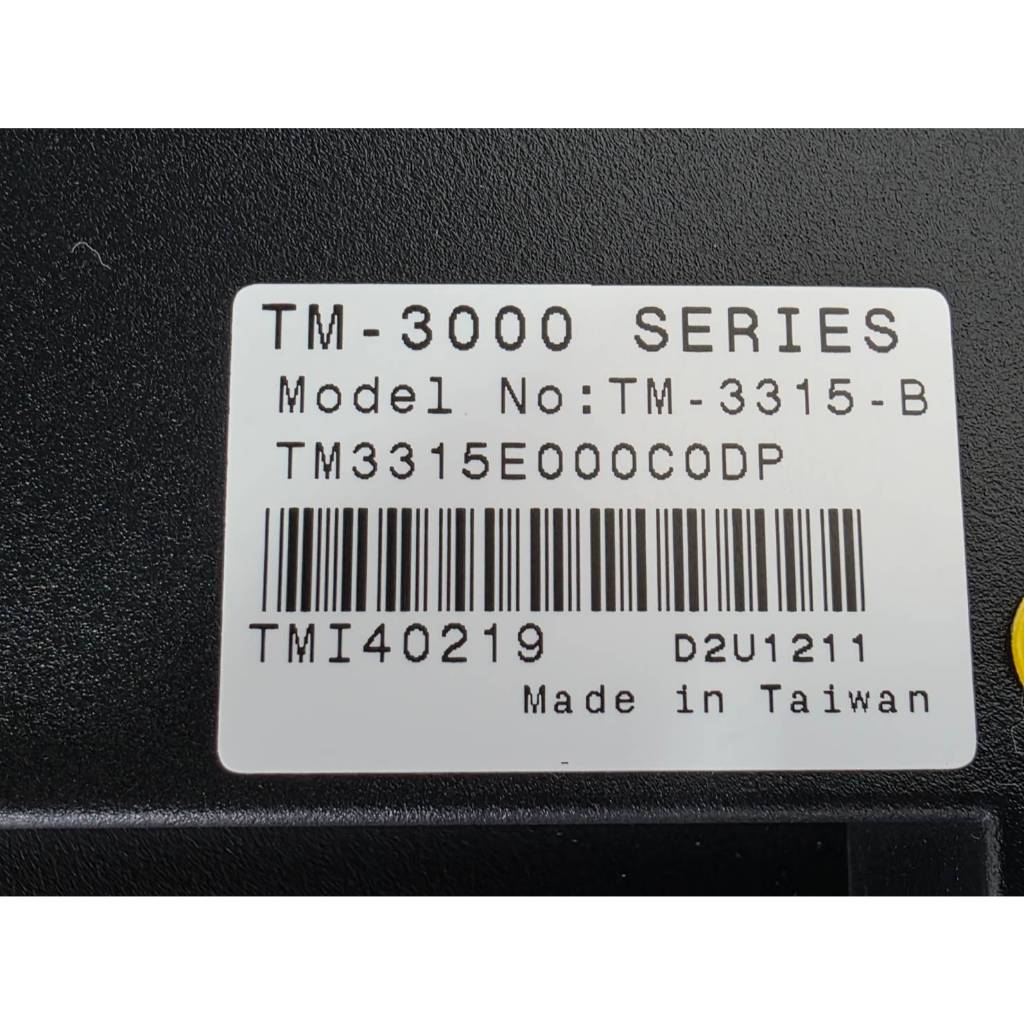 TM-3000 SERIES
Model No:TM-3315-B
TM3315E000C0DP
TMI40219 D2U1211
Made in Taiwan